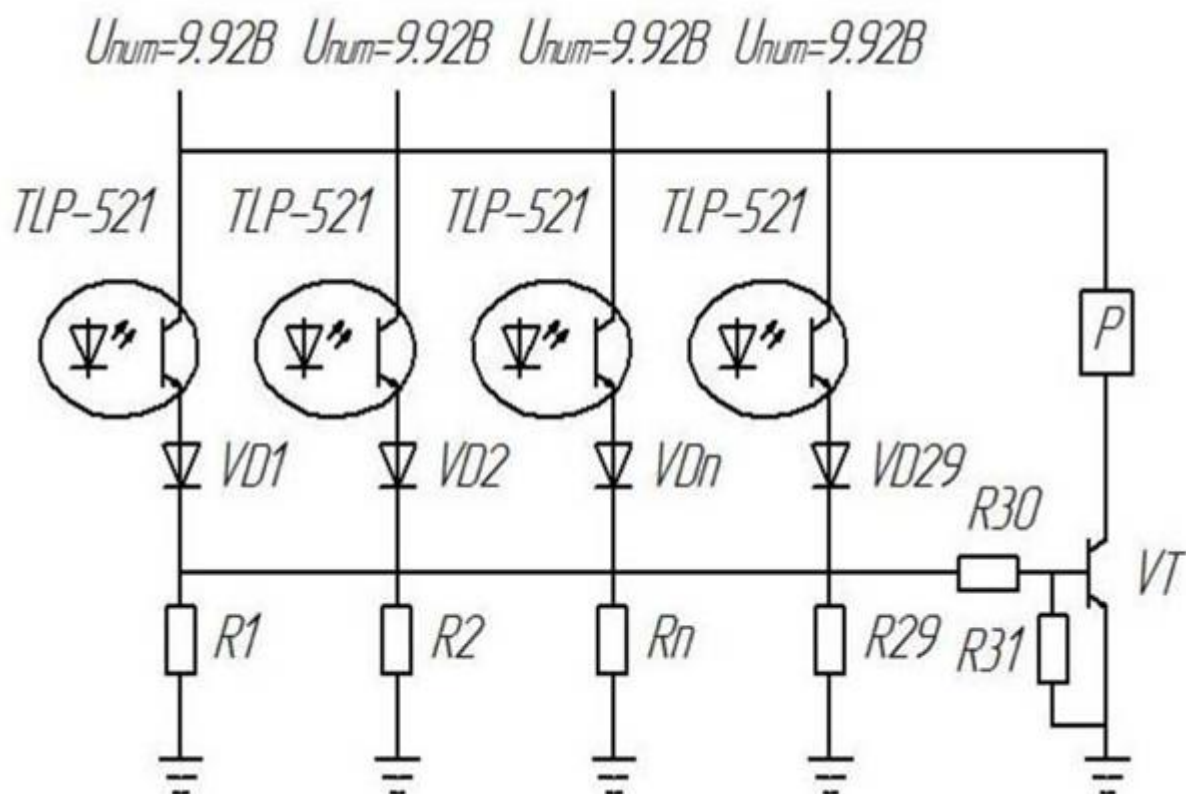 Uпит=9.92В Uпит=9.92В Uпит=9.92В Uпит=9.92В
TLP-521 TLP-521 TLP-521 TLP-521
P
VD1 VD2 VDn VD29
R30
VT
R1 R2 Rn R29 R31